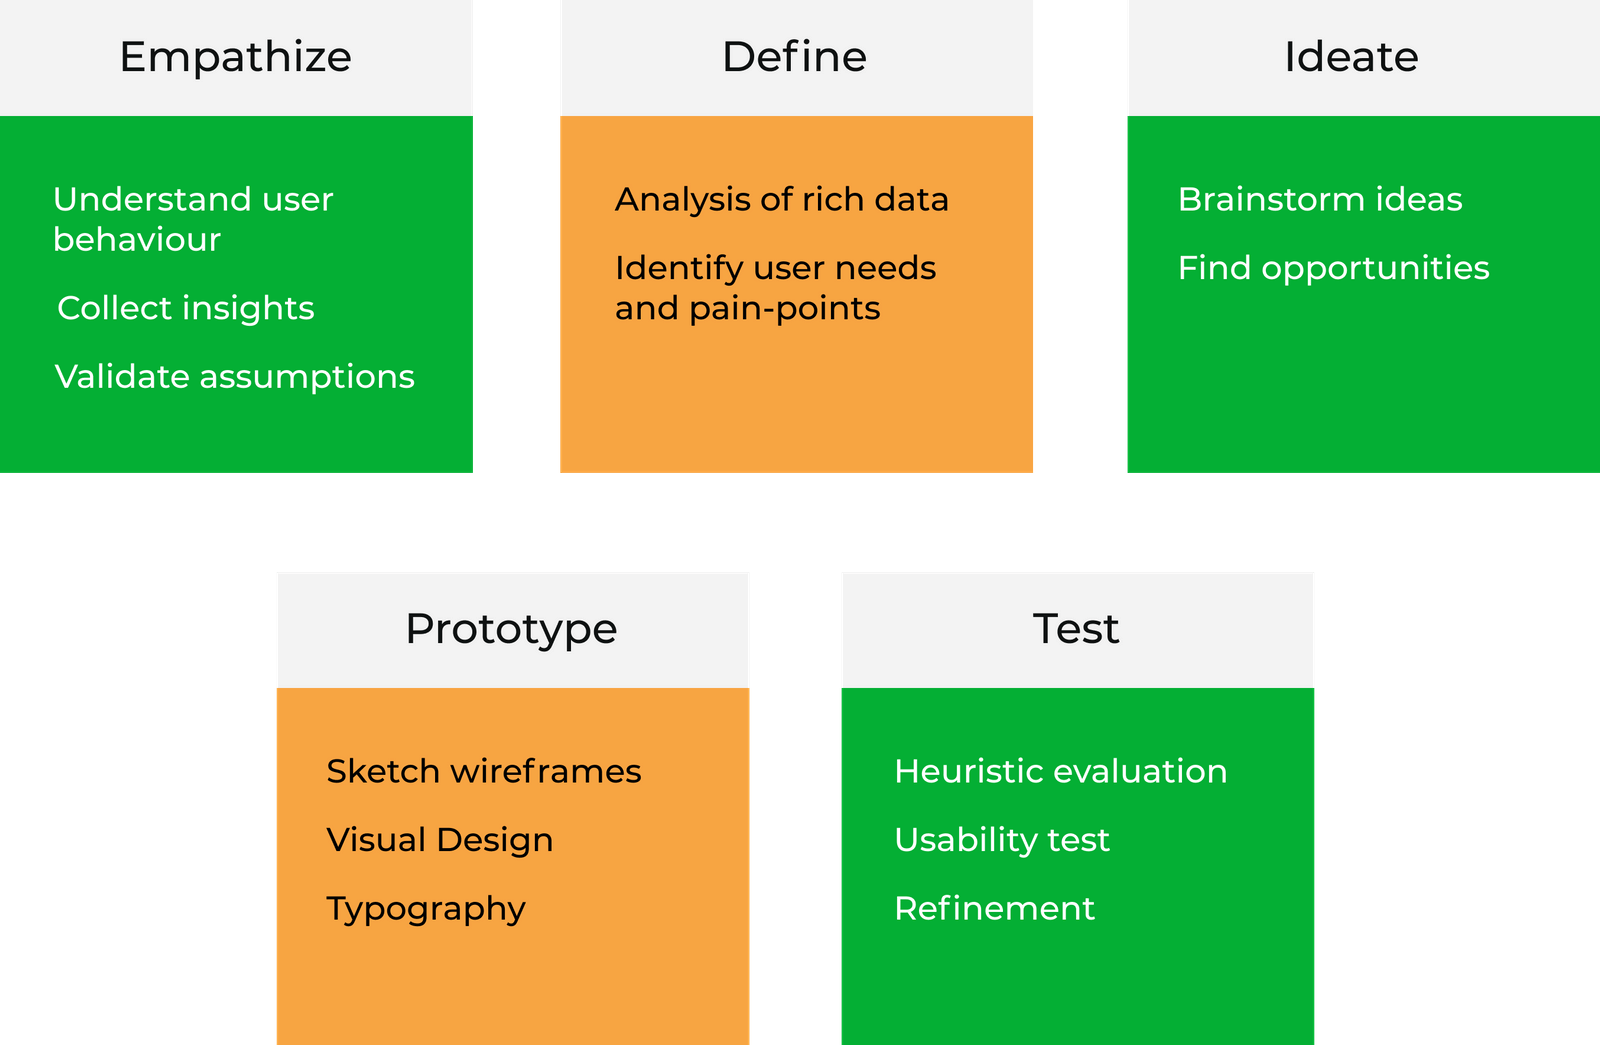 Empathize
Understand user
behaviour
Collect insights
Validate assumptions
Define
Analysis of rich data
Identify user needs
and pain-points
Ideate
Brainstorm ideas
Find opportunities
Prototype
Sketch wireframes
Visual Design
Typography
Test
Heuristic evaluation
Usability test
Refinement